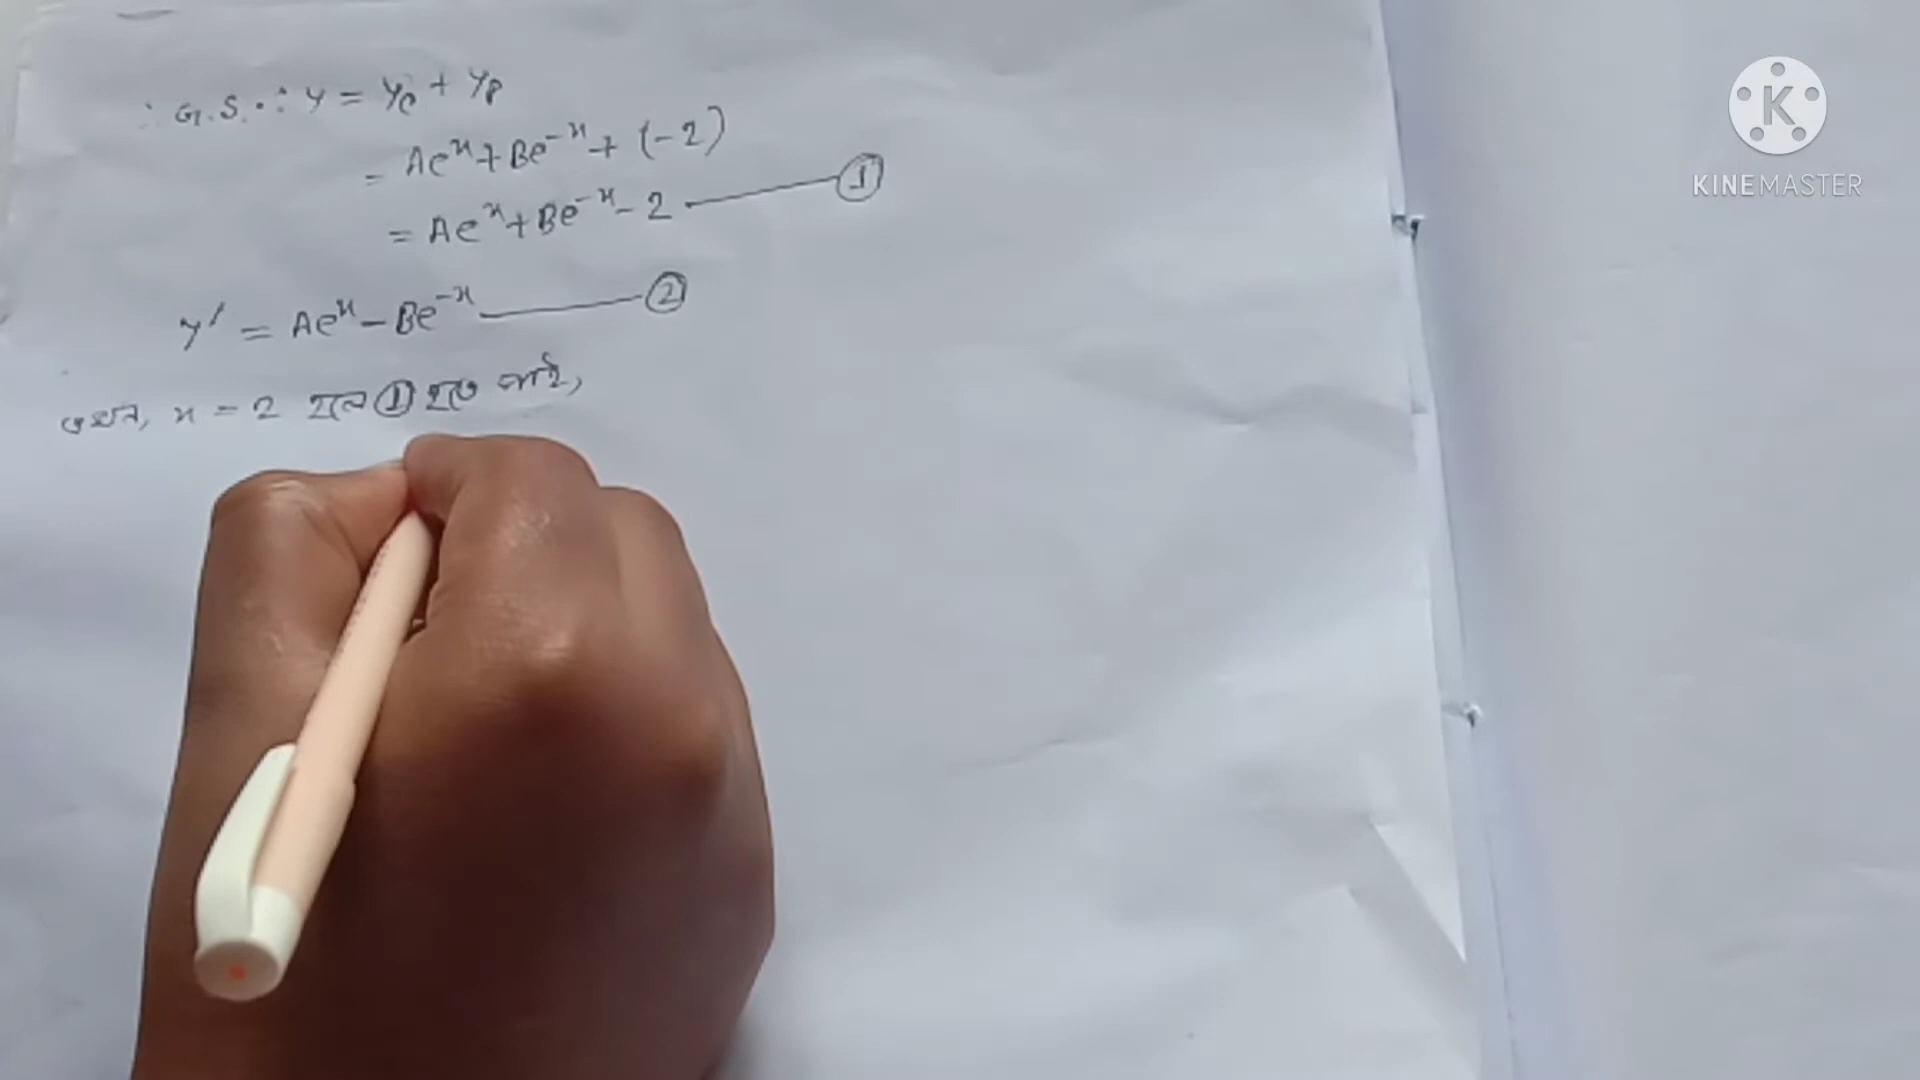 ∴ G.S. ∴ y = yc + yp
= Ae^x + Be^-x + (-2)
= Ae^x + Be^-x - 2 —— ①
y' = Ae^x - Be^-x —— ②
এখন, x = 2 হলে ① হতে পাই,
KINEMASTER